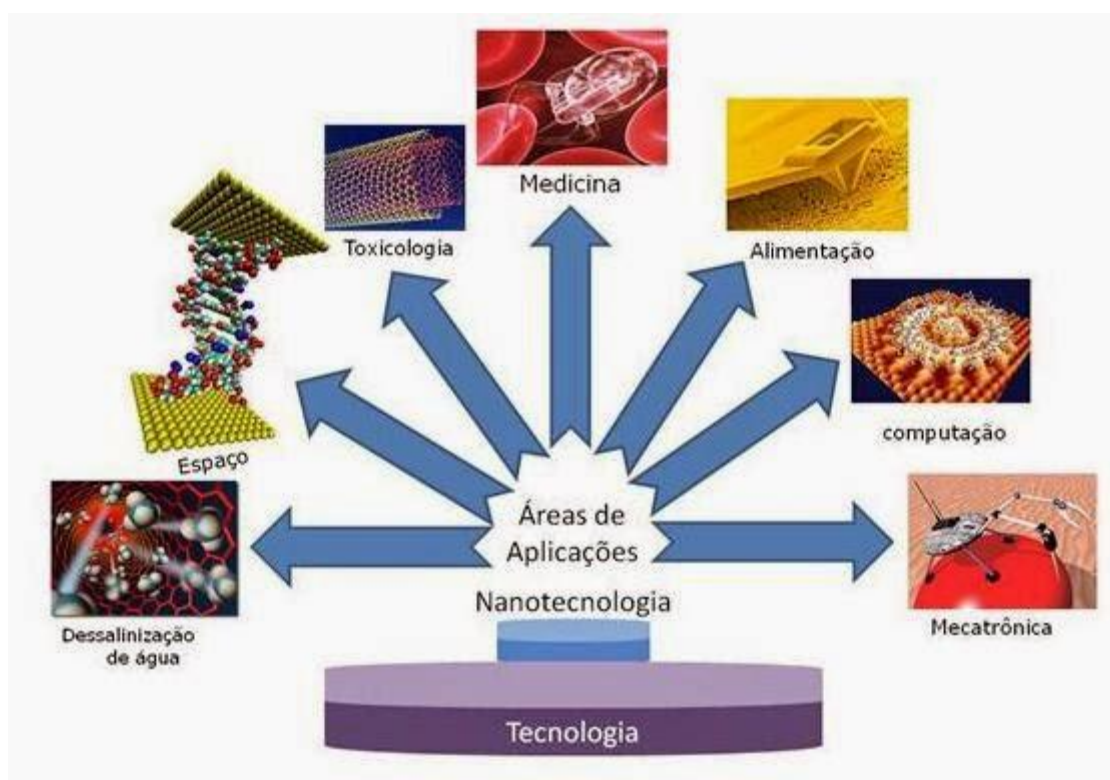 Medicina
Toxicologia
Alimentação
Espaço
computação
Áreas de
Aplicações
Nanotecnologia
Dessalinização
de água
Mecatrônica
Tecnologia